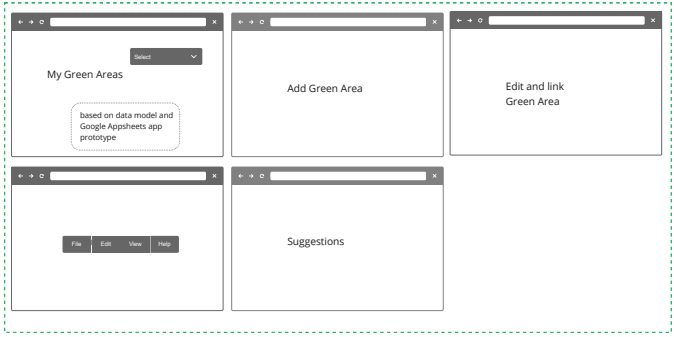 Select
My Green Areas
based on data model and
Google Appsheets app
prototype
Add Green Area
Edit and link
Green Area
File Edit View Help
Suggestions